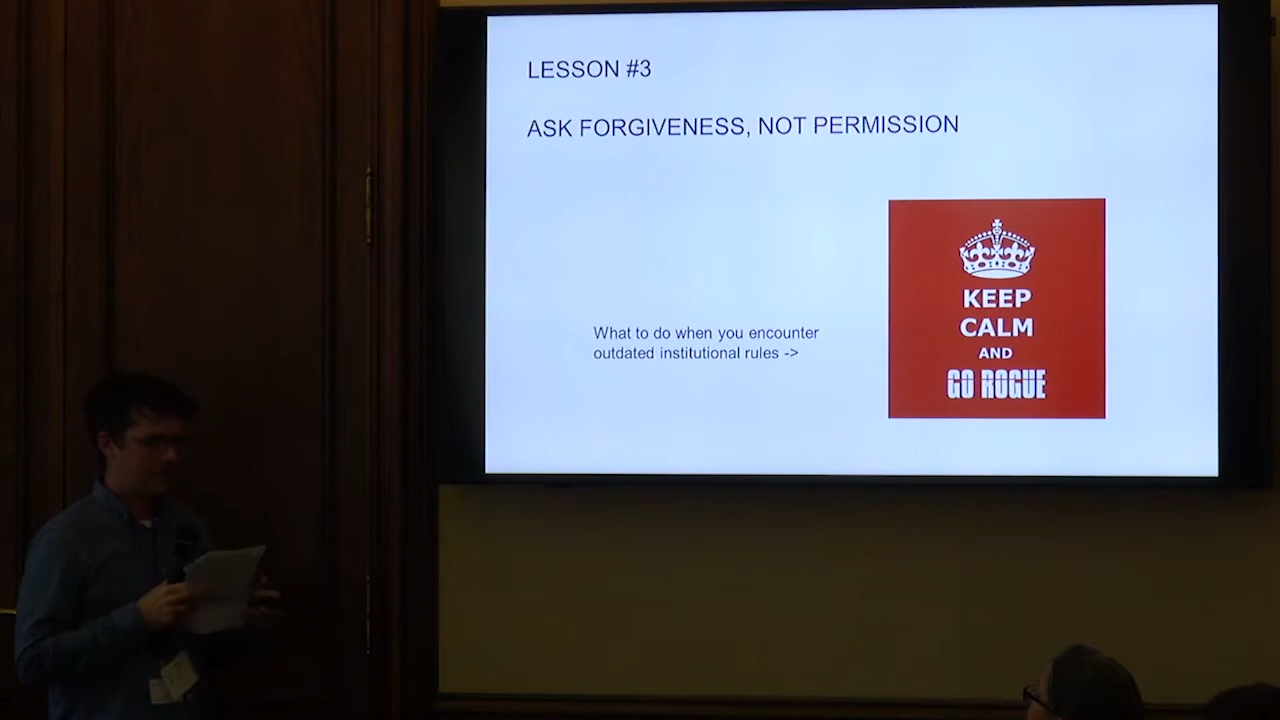 LESSON #3
ASK FORGIVENESS, NOT PERMISSION
What to do when you encounter
outdated institutional rules ->
KEEP
CALM
AND
GO ROGUE